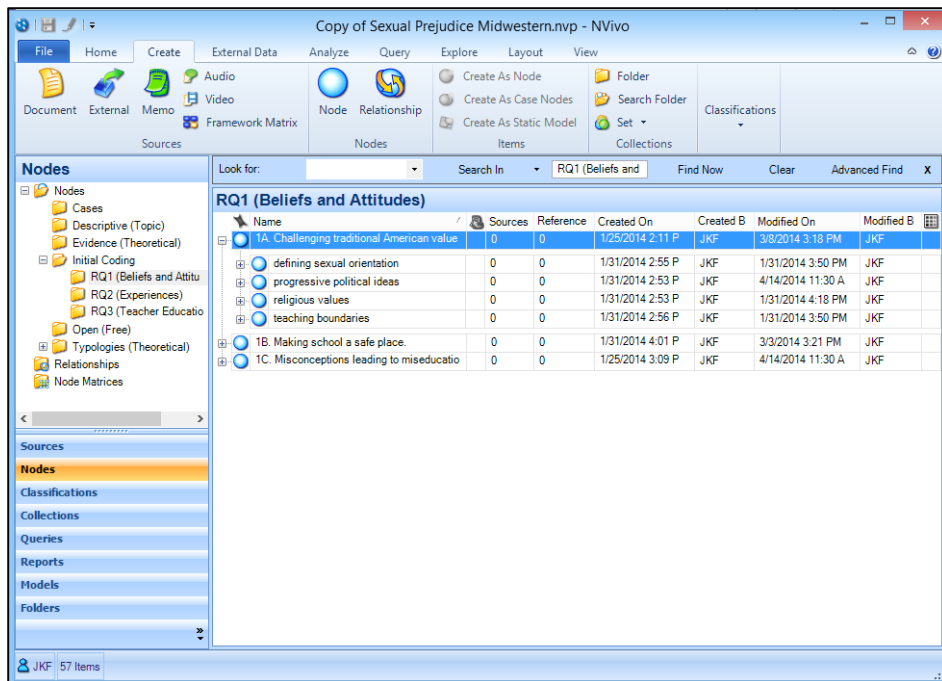 Copy of Sexual Prejudice Midwestern.nvp - NVivo
File Home Create External Data Analyze Query Explore Layout View
Document External Memo Audio Video Framework Matrix
Sources
Node Relationship
Nodes
Create As Node
Create As Case Nodes
Create As Static Model
Items
Folder
Search Folder
Set
Collections
Classifications
Nodes
Nodes
Cases
Descriptive (Topic)
Evidence (Theoretical)
Initial Coding
RQ1 (Beliefs and Attitu
RQ2 (Experiences)
RQ3 (Teacher Educatio
Open (Free)
Typologies (Theoretical)
Relationships
Node Matrices
Sources
Nodes
Classifications
Collections
Queries
Reports
Models
Folders
Look for: Search In RQ1 (Beliefs and Find Now Clear Advanced Find x
RQ1 (Beliefs and Attitudes)
Name Sources Reference Created On Created B Modified On Modified B
1A. Challenging traditional American value 0 0 1/25/2014 2:11 P JKF 3/8/2014 3:18 PM JKF
defining sexual orientation 0 0 1/31/2014 2:55 P JKF 1/31/2014 3:50 PM JKF
progressive political ideas 0 0 1/31/2014 2:53 P JKF 4/14/2014 11:30 A JKF
religious values 0 0 1/31/2014 2:53 P JKF 1/31/2014 4:18 PM JKF
teaching boundaries 0 0 1/31/2014 2:56 P JKF 1/31/2014 3:50 PM JKF
1B. Making school a safe place. 0 0 1/31/2014 4:01 P JKF 3/3/2014 3:21 PM JKF
1C. Misconceptions leading to miseducatio 0 0 1/25/2014 3:09 P JKF 4/14/2014 11:30 A JKF
JKF 57 Items